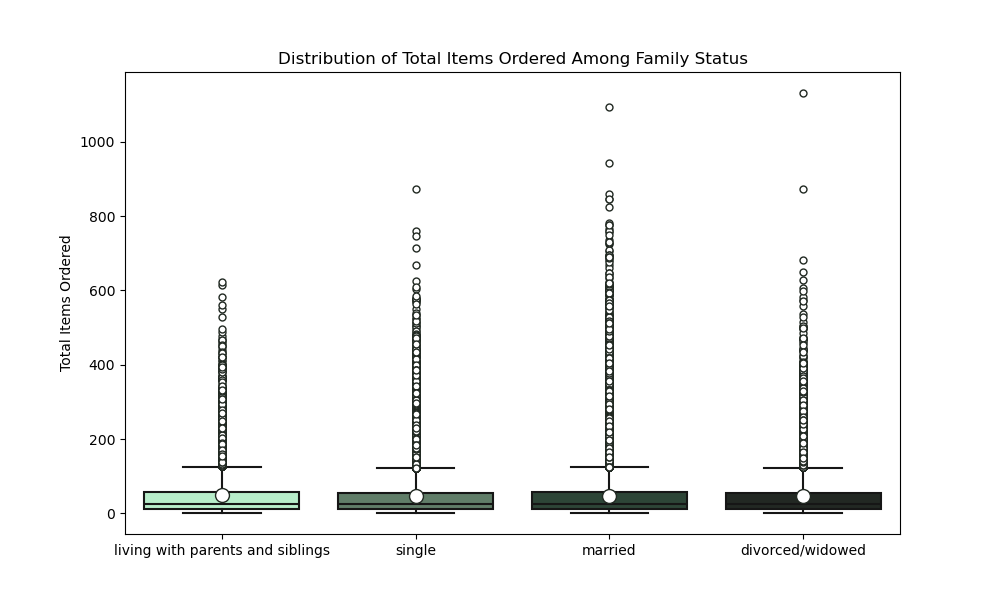 Distribution of Total Items Ordered Among Family Status
Total Items Ordered
1000
800
600
400
200
0
living with parents and siblings
single
married
divorced/widowed